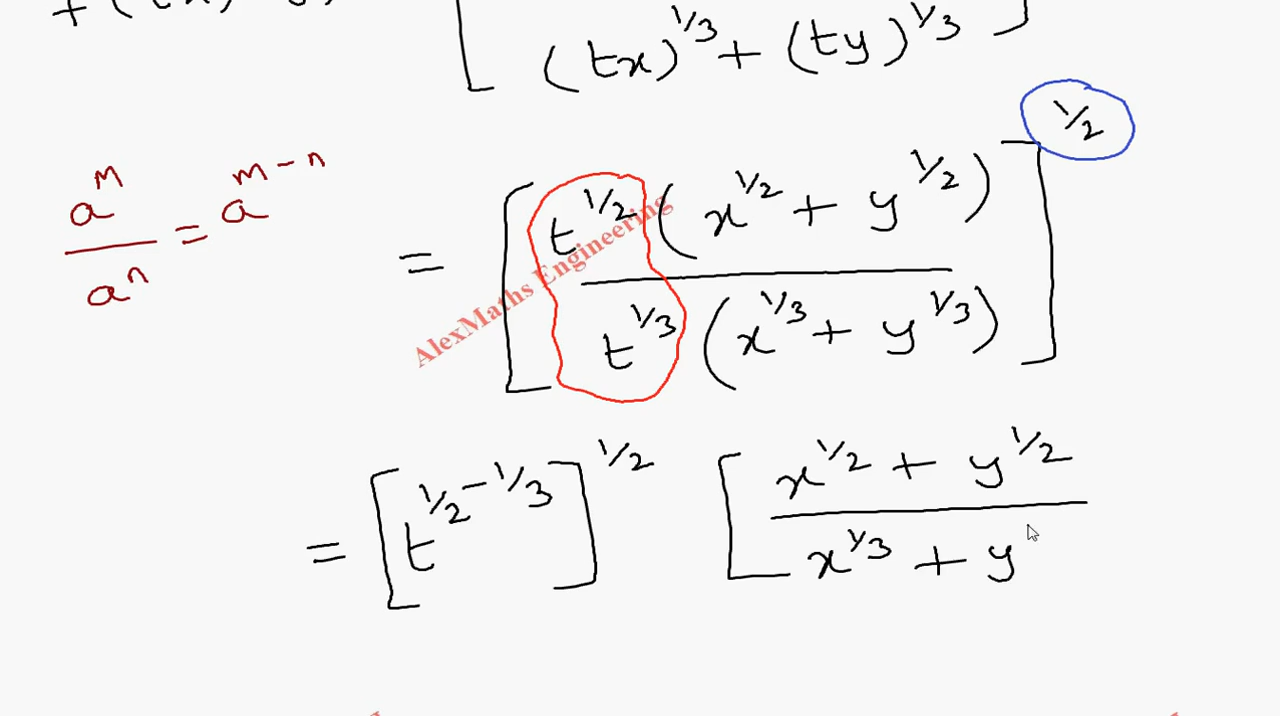 + (tx)
[ (tx)^{1/3} + (ty)^{1/3} ]
a^m / a^n = a^{m-n}
= [ t^{1/2} ( x^{1/2} + y^{1/2} ) / t^{1/3} ( x^{1/3} + y^{1/3} ) ]^{1/2}
AlexMaths Engineering
= [ t^{1/2 - 1/3} ]^{1/2} [ x^{1/2} + y^{1/2} / x^{1/3} + y